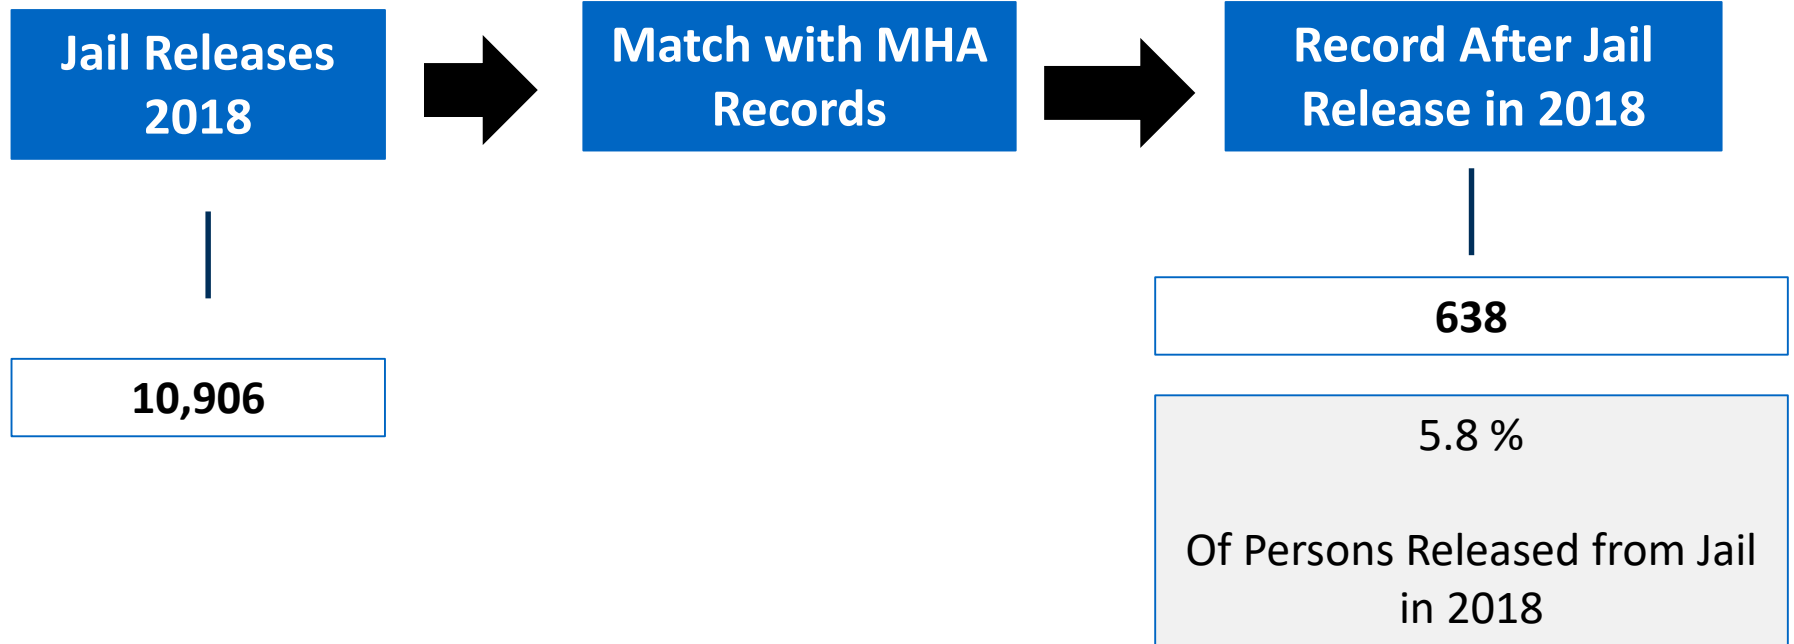 Jail Releases
2018
Match with MHA
Records
Record After Jail
Release in 2018
10,906
638
5.8 %
Of Persons Released from Jail
in 2018